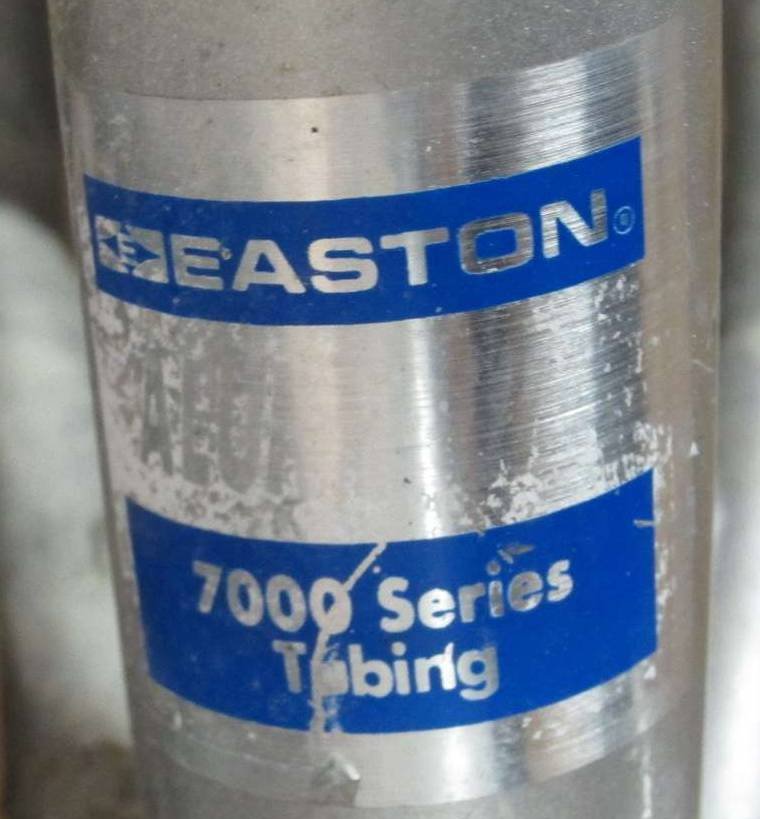 EASTON®
7000 Series
Tubing